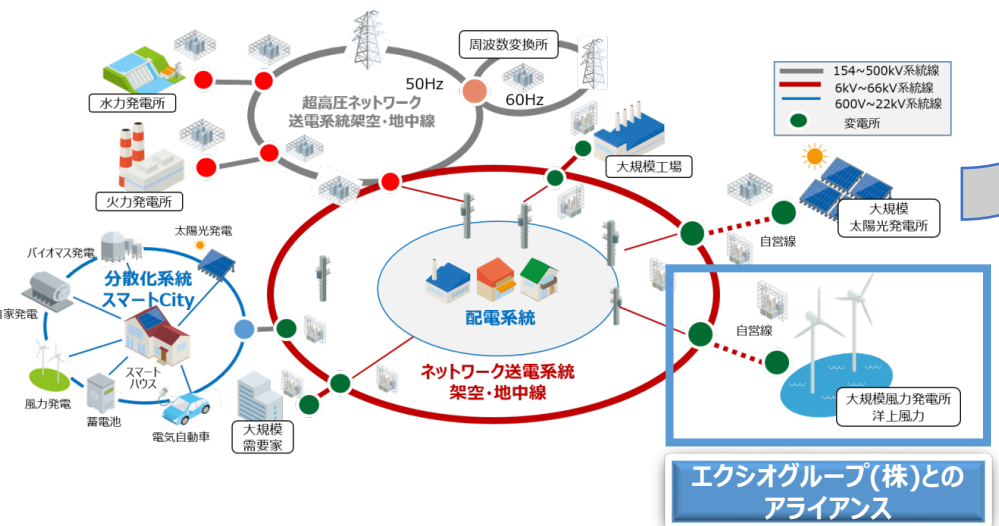 周波数変換所
50Hz
60Hz
超高圧ネットワーク
送電系統架空・地中線
154~500kV系統線
6kV～66kV系統線
600V~22kV系統線
変電所
水力発電所
火力発電所
大規模工場
大規模
太陽光発電所
自営線
バイオマス発電
太陽光発電
分散化系統
スマートCity
自家発電
スマート
ハウス
風力発電
蓄電池
電気自動車
大規模
需要家
配電系統
ネットワーク送電系統
架空・地中線
自営線
大規模風力発電所
洋上風力
エクシオグループ(株)との
アライアンス